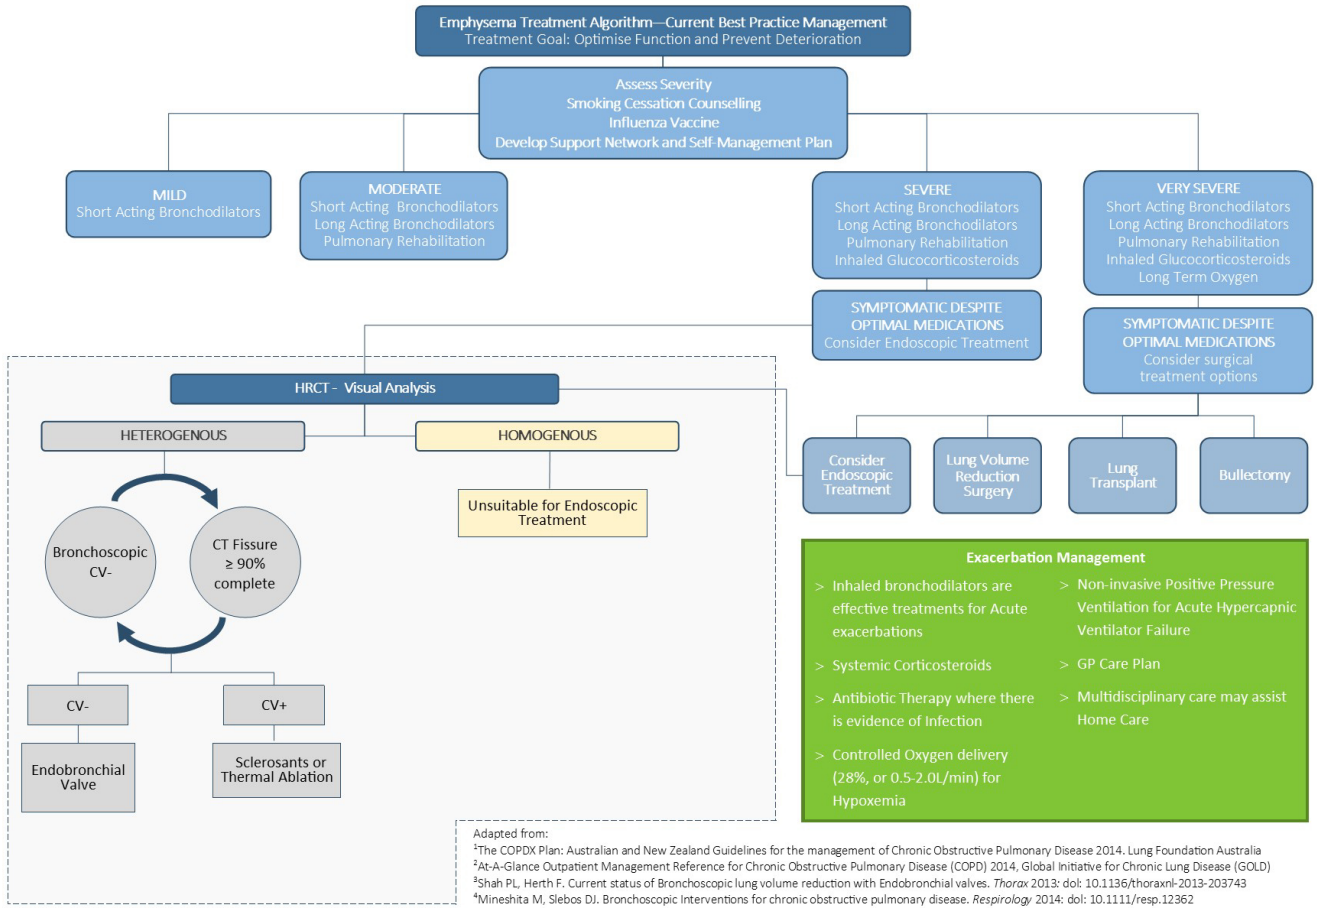 Emphysema Treatment Algorithm—Current Best Practice Management
Treatment Goal: Optimise Function and Prevent Deterioration
Assess Severity
Smoking Cessation Counselling
Influenza Vaccine
Develop Support Network and Self-Management Plan
MILD
Short Acting Bronchodilators
MODERATE
Short Acting Bronchodilators
Long Acting Bronchodilators
Pulmonary Rehabilitation
SEVERE
Short Acting Bronchodilators
Long Acting Bronchodilators
Pulmonary Rehabilitation
Inhaled Glucocorticosteroids
VERY SEVERE
Short Acting Bronchodilators
Long Acting Bronchodilators
Pulmonary Rehabilitation
Inhaled Glucocorticosteroids
Long Term Oxygen
SYMPTOMATIC DESPITE
OPTIMAL MEDICATIONS
Consider Endoscopic Treatment
SYMPTOMATIC DESPITE
OPTIMAL MEDICATIONS
Consider surgical
treatment options
HRCT - Visual Analysis
HETEROGENOUS
HOMOGENOUS
Unsuitable for Endoscopic
Treatment
Bronchoscopic
CV-
CT Fissure
≥ 90%
complete
CV-
CV+
Endobronchial
Valve
Sclerosants or
Thermal Ablation
Consider
Endoscopic
Treatment
Lung Volume
Reduction
Surgery
Lung
Transplant
Bullectomy
Exacerbation Management
> Inhaled bronchodilators are
effective treatments for Acute
exacerbations
> Systemic Corticosteroids
> Antibiotic Therapy where there
is evidence of Infection
> Controlled Oxygen delivery
(28%, or 0.5-2.0L/min) for
Hypoxemia
> Non-invasive Positive Pressure
Ventilation for Acute Hypercapnic
Ventilator Failure
> GP Care Plan
> Multidisciplinary care may assist
Home Care
Adapted from:
¹The COPDX Plan: Australian and New Zealand Guidelines for the management of Chronic Obstructive Pulmonary Disease 2014. Lung Foundation Australia
²At-A-Glance Outpatient Management Reference for Chronic Obstructive Pulmonary Disease (COPD) 2014, Global Initiative for Chronic Lung Disease (GOLD)
³Shah PL, Herth F. Current status of Bronchoscopic lung volume reduction with Endobronchial valves. Thorax 2013: dol: 10.1136/thoraxnl-2013-203743
⁴Mineshita M, Slebos DJ. Bronchoscopic Interventions for chronic obstructive pulmonary disease. Respirology 2014: dol: 10.1111/resp.12362